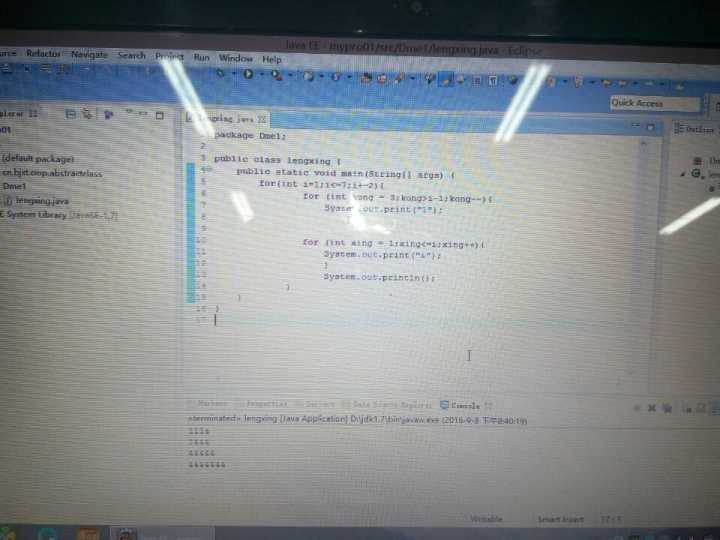 Java EE - mypro01/src/Dme1/lengxing.java - Eclipse
Refactor Navigate Search Project Run Window Help
Quick Access
Outline
lengxing.java
package Dme1;
2
3 public class lengxing {
4 public static void main(String[] args) {
5 for(int i=1;i<=7;i+=2){
6 for (int kong = 3;kong>i-1;kong--){
7 System.out.print("1");
8
9
10 for (int xing = 1;xing<=i;xing++){
11 System.out.print("&");
12 }
13 System.out.println();
14 }
15 }
16 }
17
(default package)
cn.bjxt.oop.abstractclass
Dme1
lengxing.java
System Library [JavaSE-1.7]
Markers Properties Servers Data Source Explorer Console
<terminated> lengxing [Java Application] D:\jdk1.7\bin\javaw.exe (2016-9-8 下午8:40:19)
111&
1&&&
&&&&&
&&&&&&&
Writable Smart Insert 17 : 1